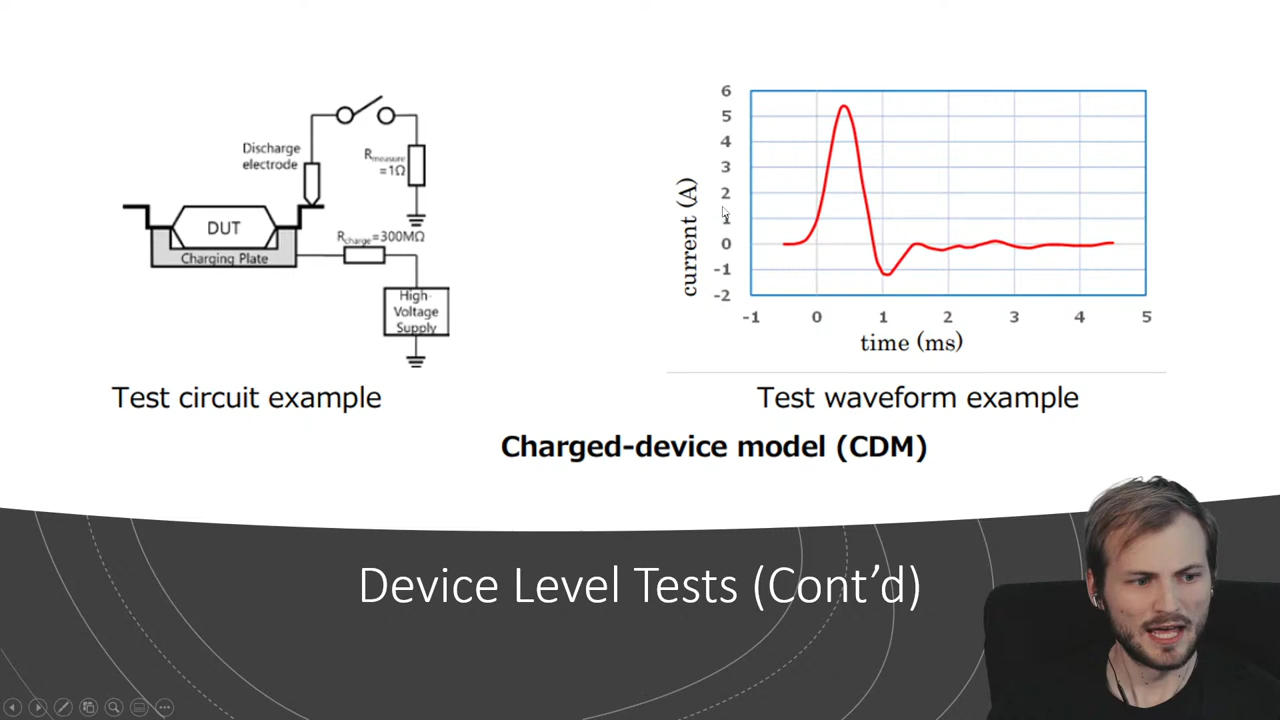 Discharge
electrode
Rmeasure
=1Ω
DUT
Rcharge=300MΩ
Charging Plate
High-
Voltage
Supply
Test circuit example
6
5
4
3
2
1
0
-1
-2
current (A)
-1 0 1 2 3 4 5
time (ms)
Test waveform example
Charged-device model (CDM)
Device Level Tests (Cont’d)